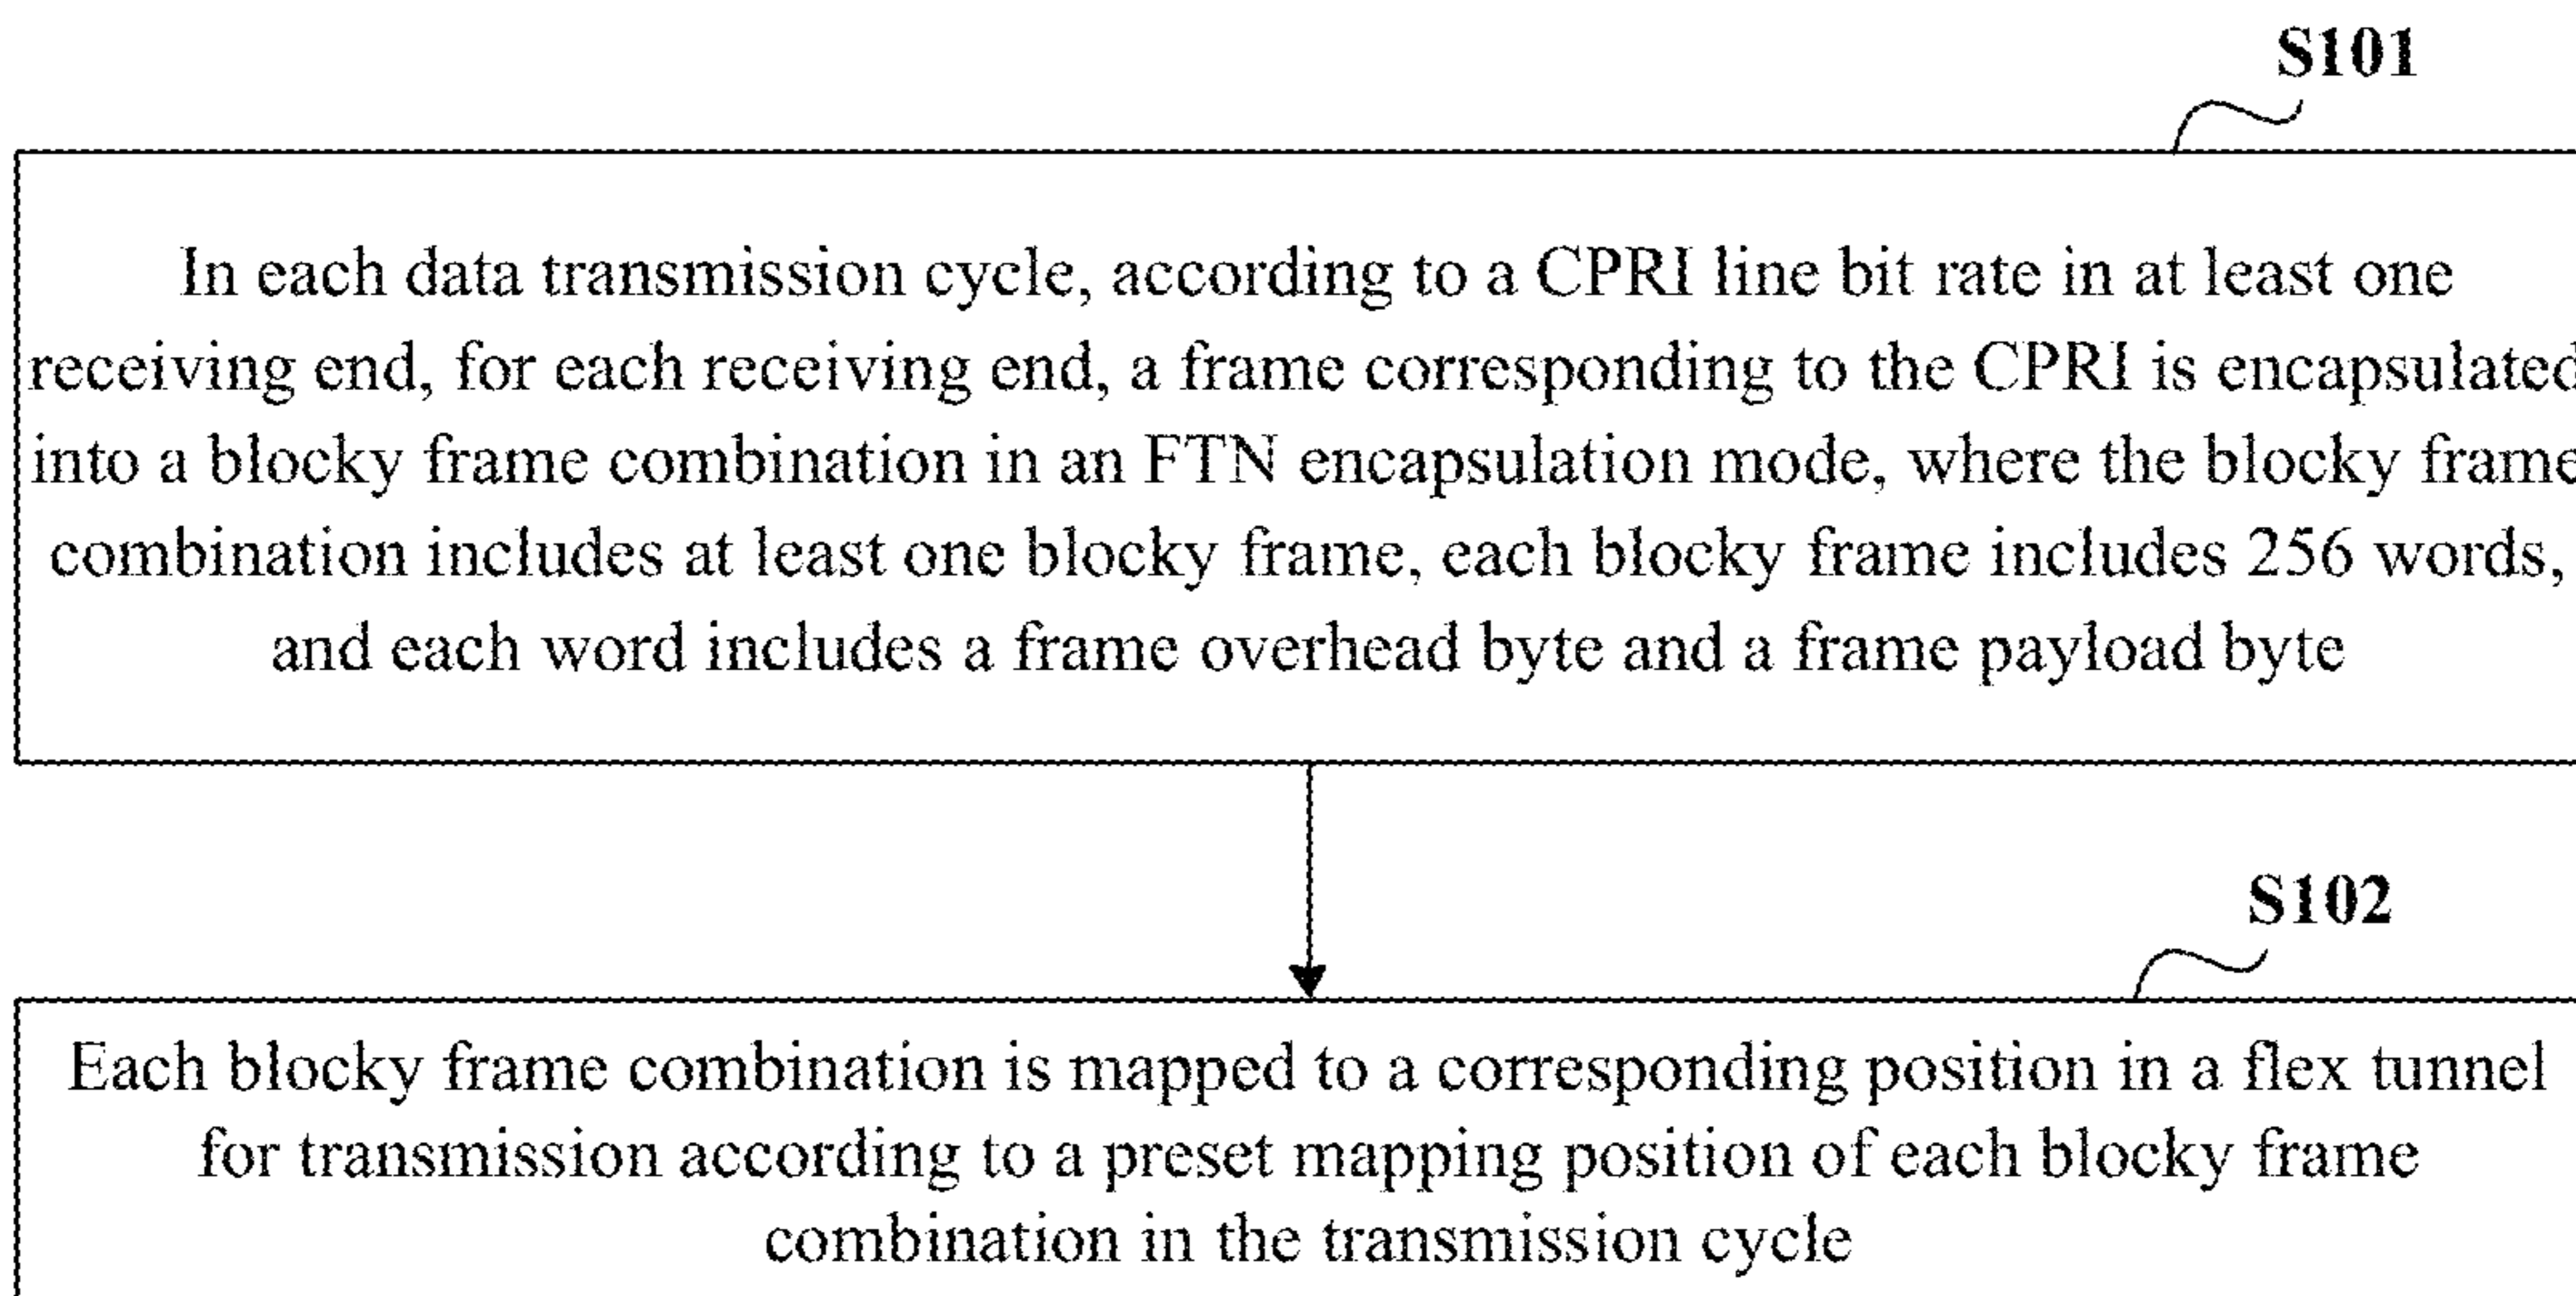 S101
In each data transmission cycle, according to a CPRI line bit rate in at least one
receiving end, for each receiving end, a frame corresponding to the CPRI is encapsulated
into a blocky frame combination in an FTN encapsulation mode, where the blocky frame
combination includes at least one blocky frame, each blocky frame includes 256 words,
and each word includes a frame overhead byte and a frame payload byte
S102
Each blocky frame combination is mapped to a corresponding position in a flex tunnel
for transmission according to a preset mapping position of each blocky frame
combination in the transmission cycle